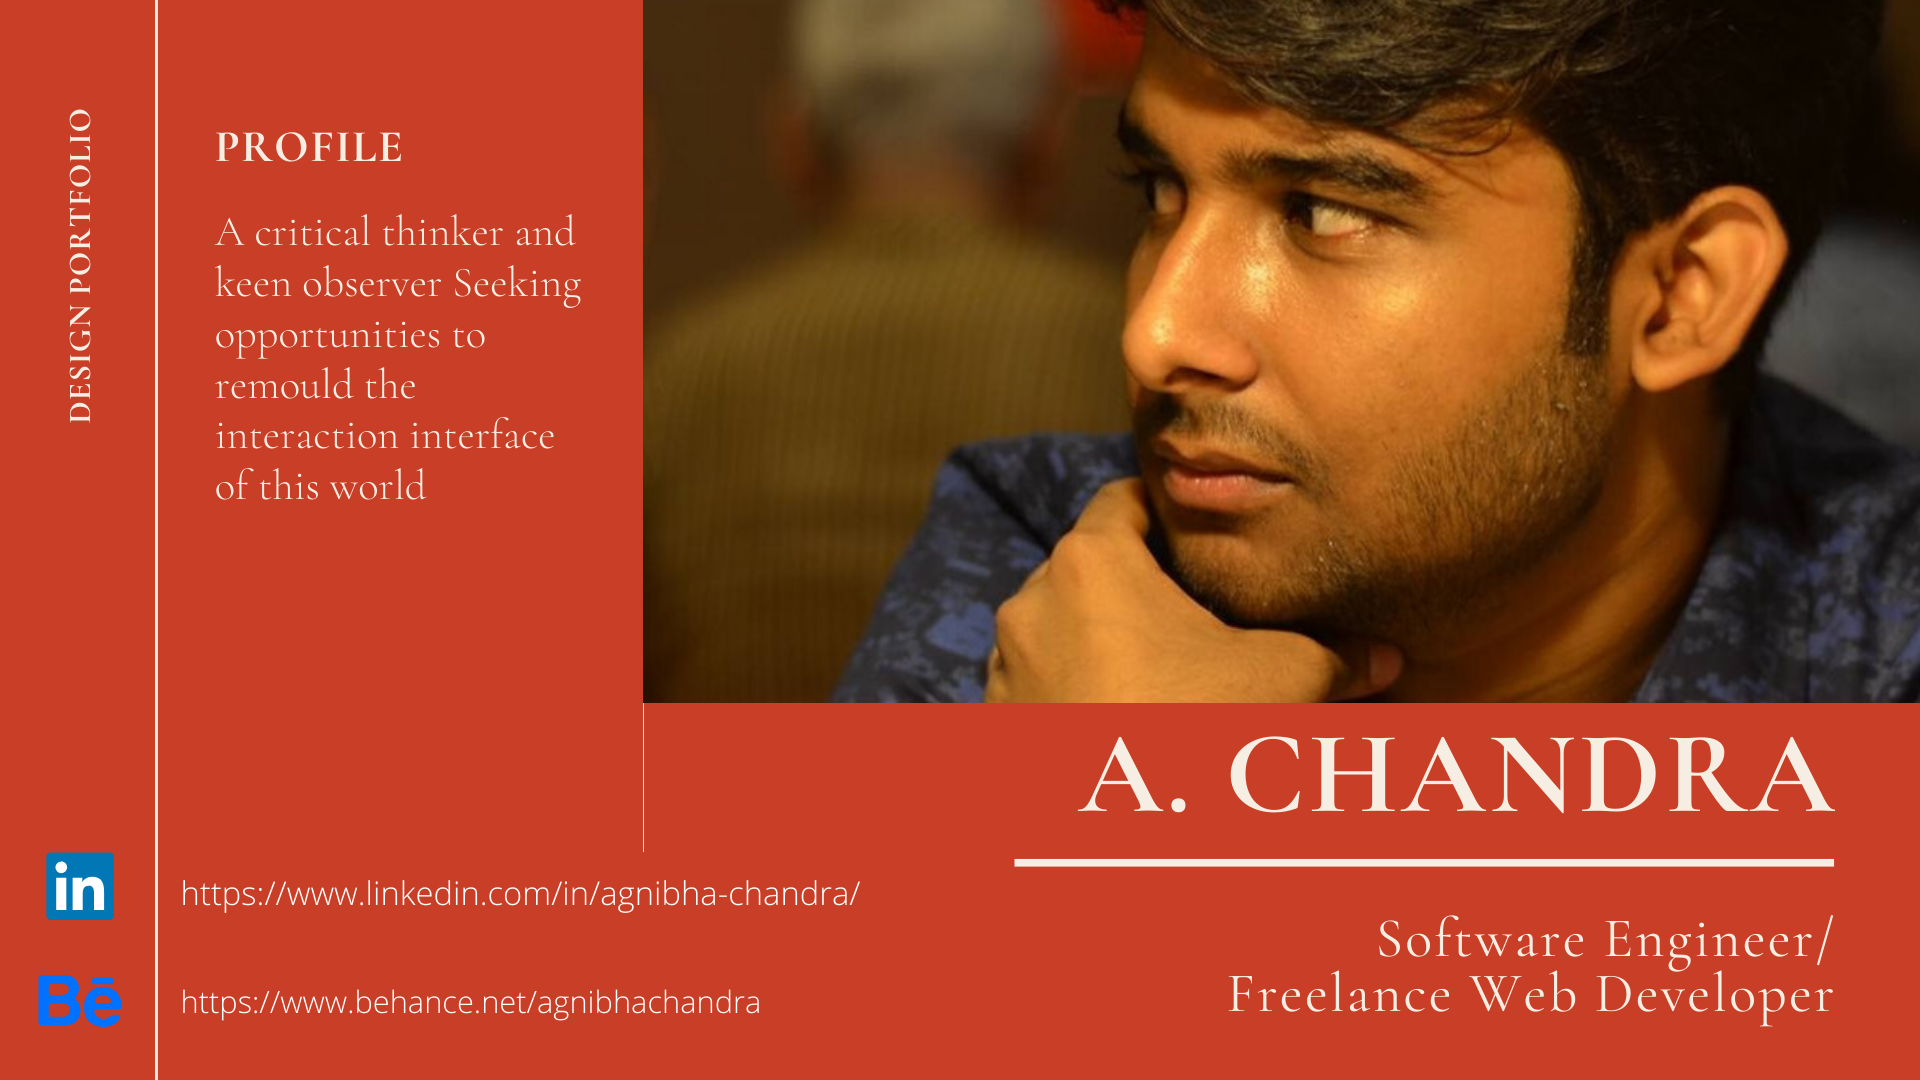 DESIGN PORTFOLIO
PROFILE
A critical thinker and
keen observer Seeking
opportunities to
remould the
interaction interface
of this world
A. CHANDRA
Software Engineer/
Freelance Web Developer
in
https://www.linkedin.com/in/agnibha-chandra/
Bē
https://www.behance.net/agnibhachandra